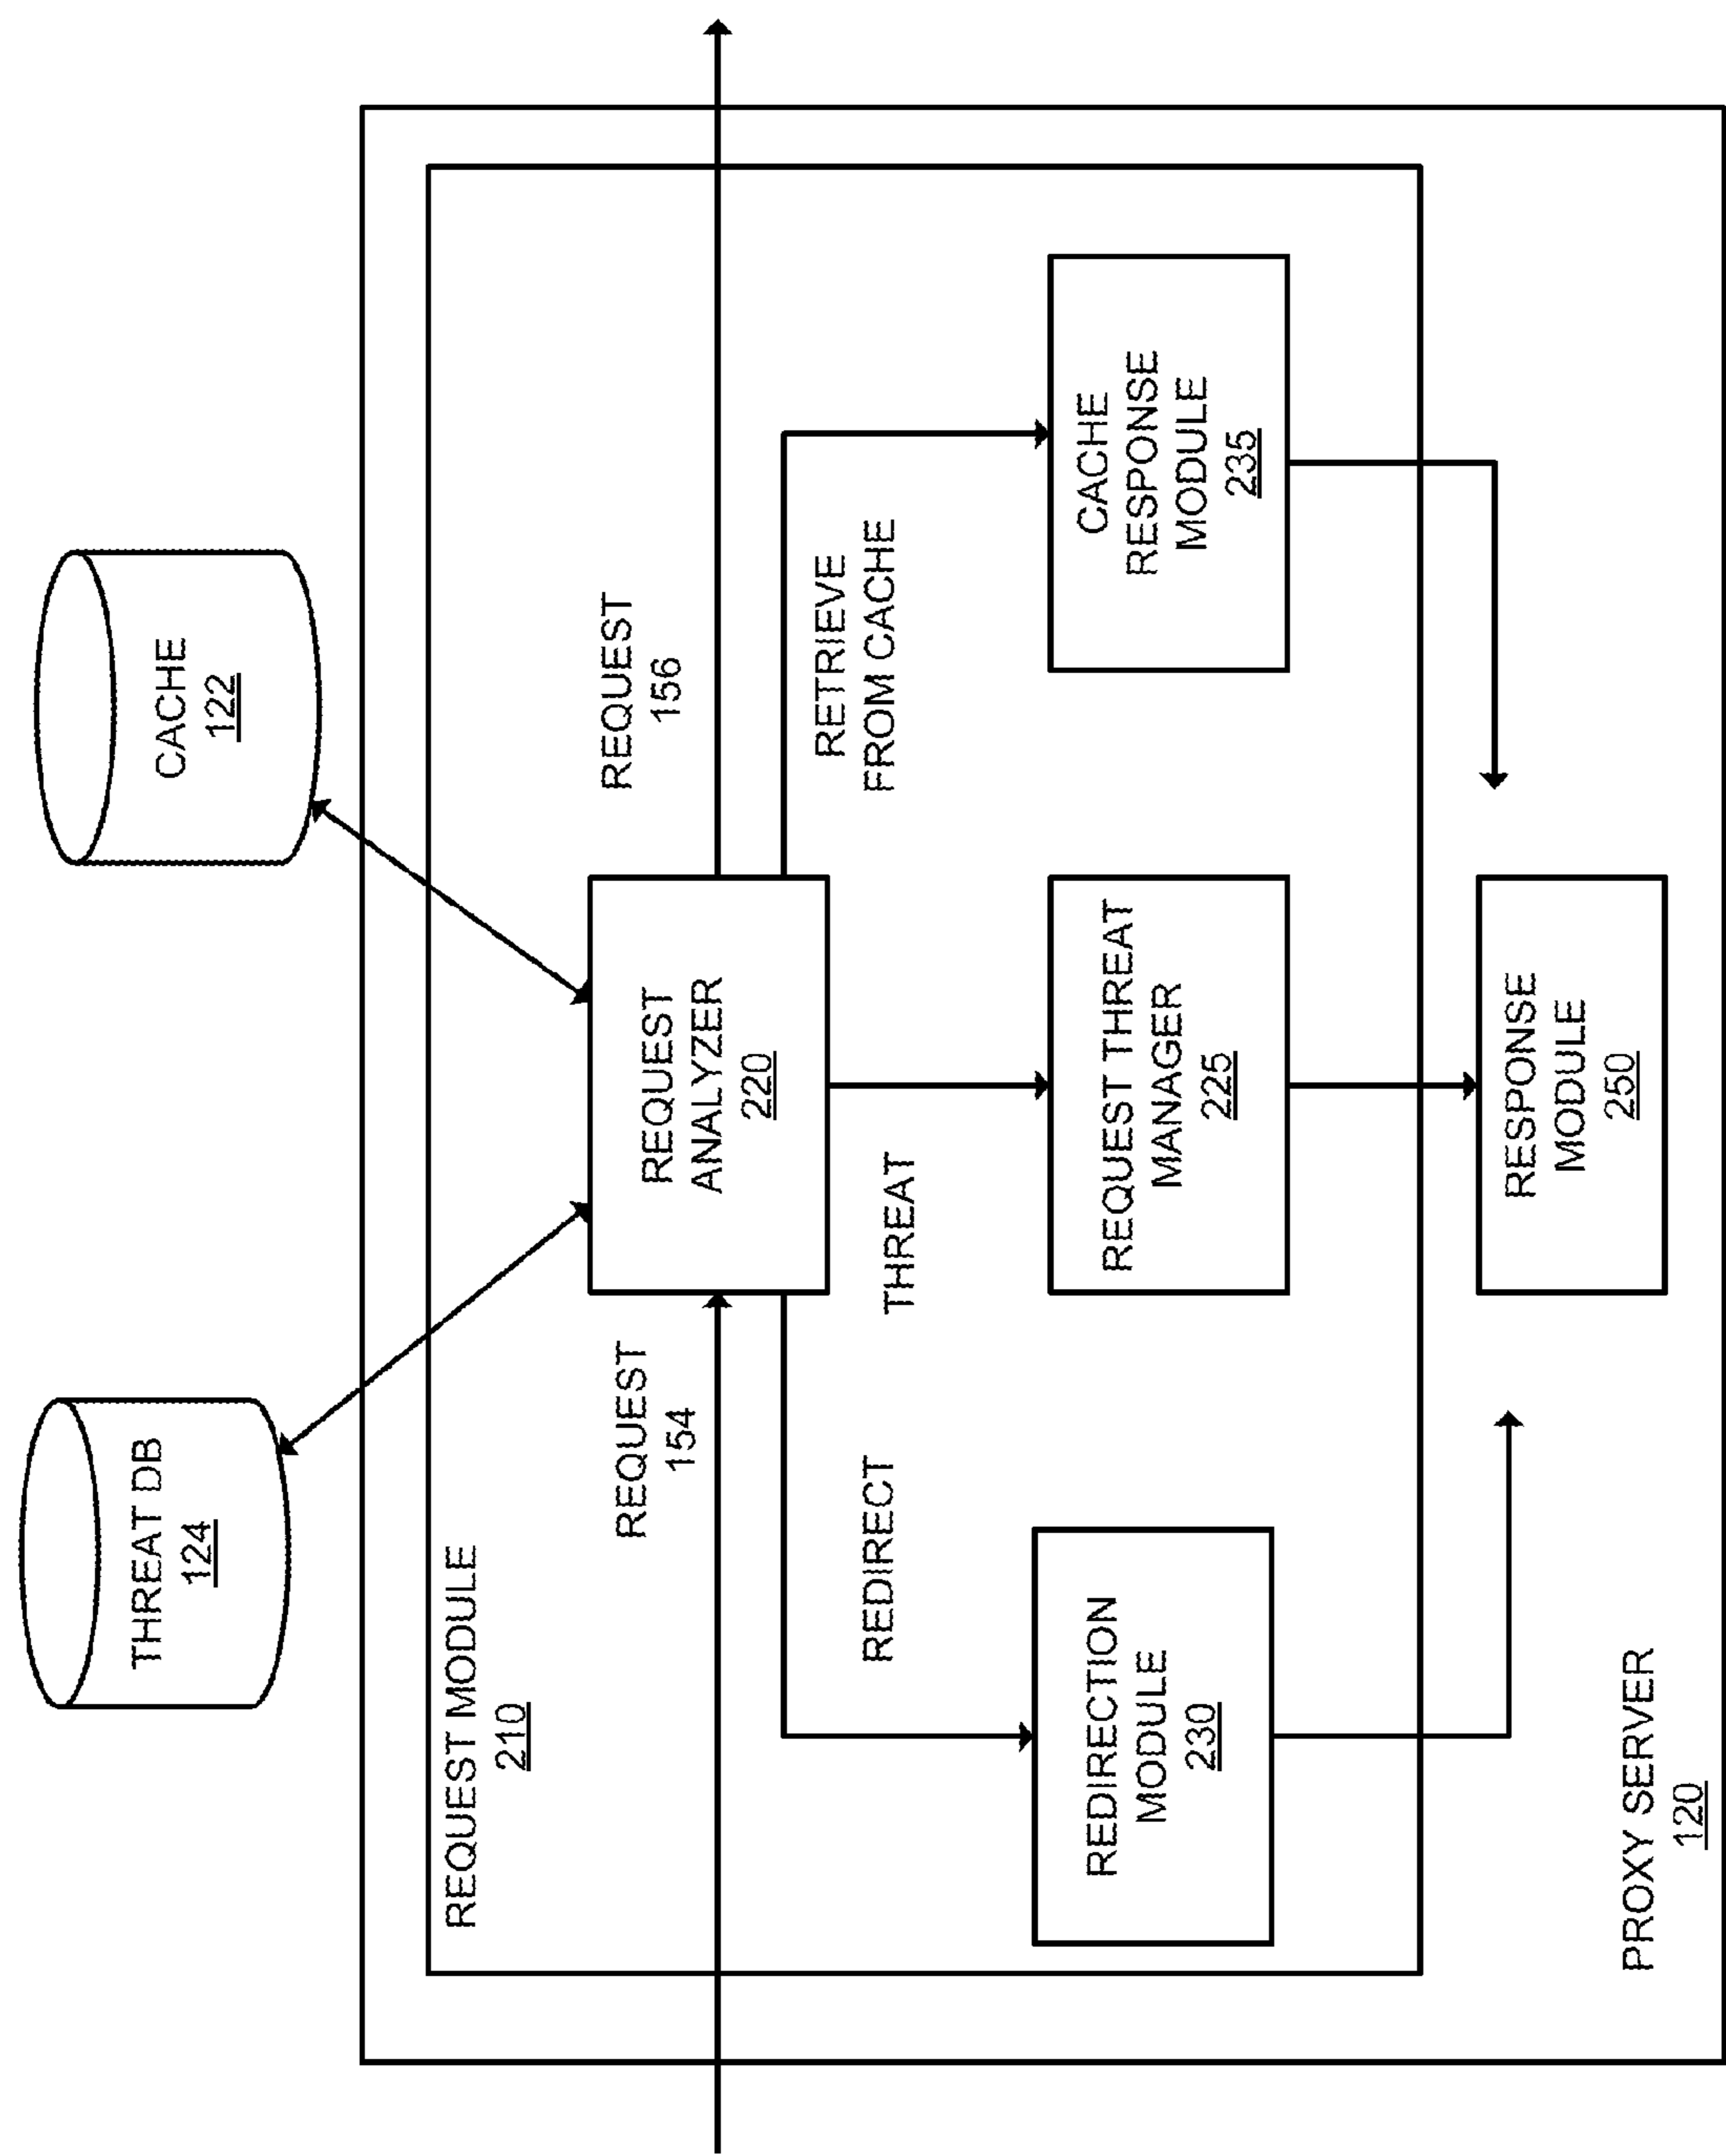 THREAT DB
124
CACHE
122
REQUEST MODULE
210
REQUEST
154
REQUEST
ANALYZER
220
REQUEST
156
REDIRECT
THREAT
RETRIEVE
FROM CACHE
REDIRECTION
MODULE
230
REQUEST THREAT
MANAGER
225
CACHE
RESPONSE
MODULE
235
RESPONSE
MODULE
250
PROXY SERVER
120